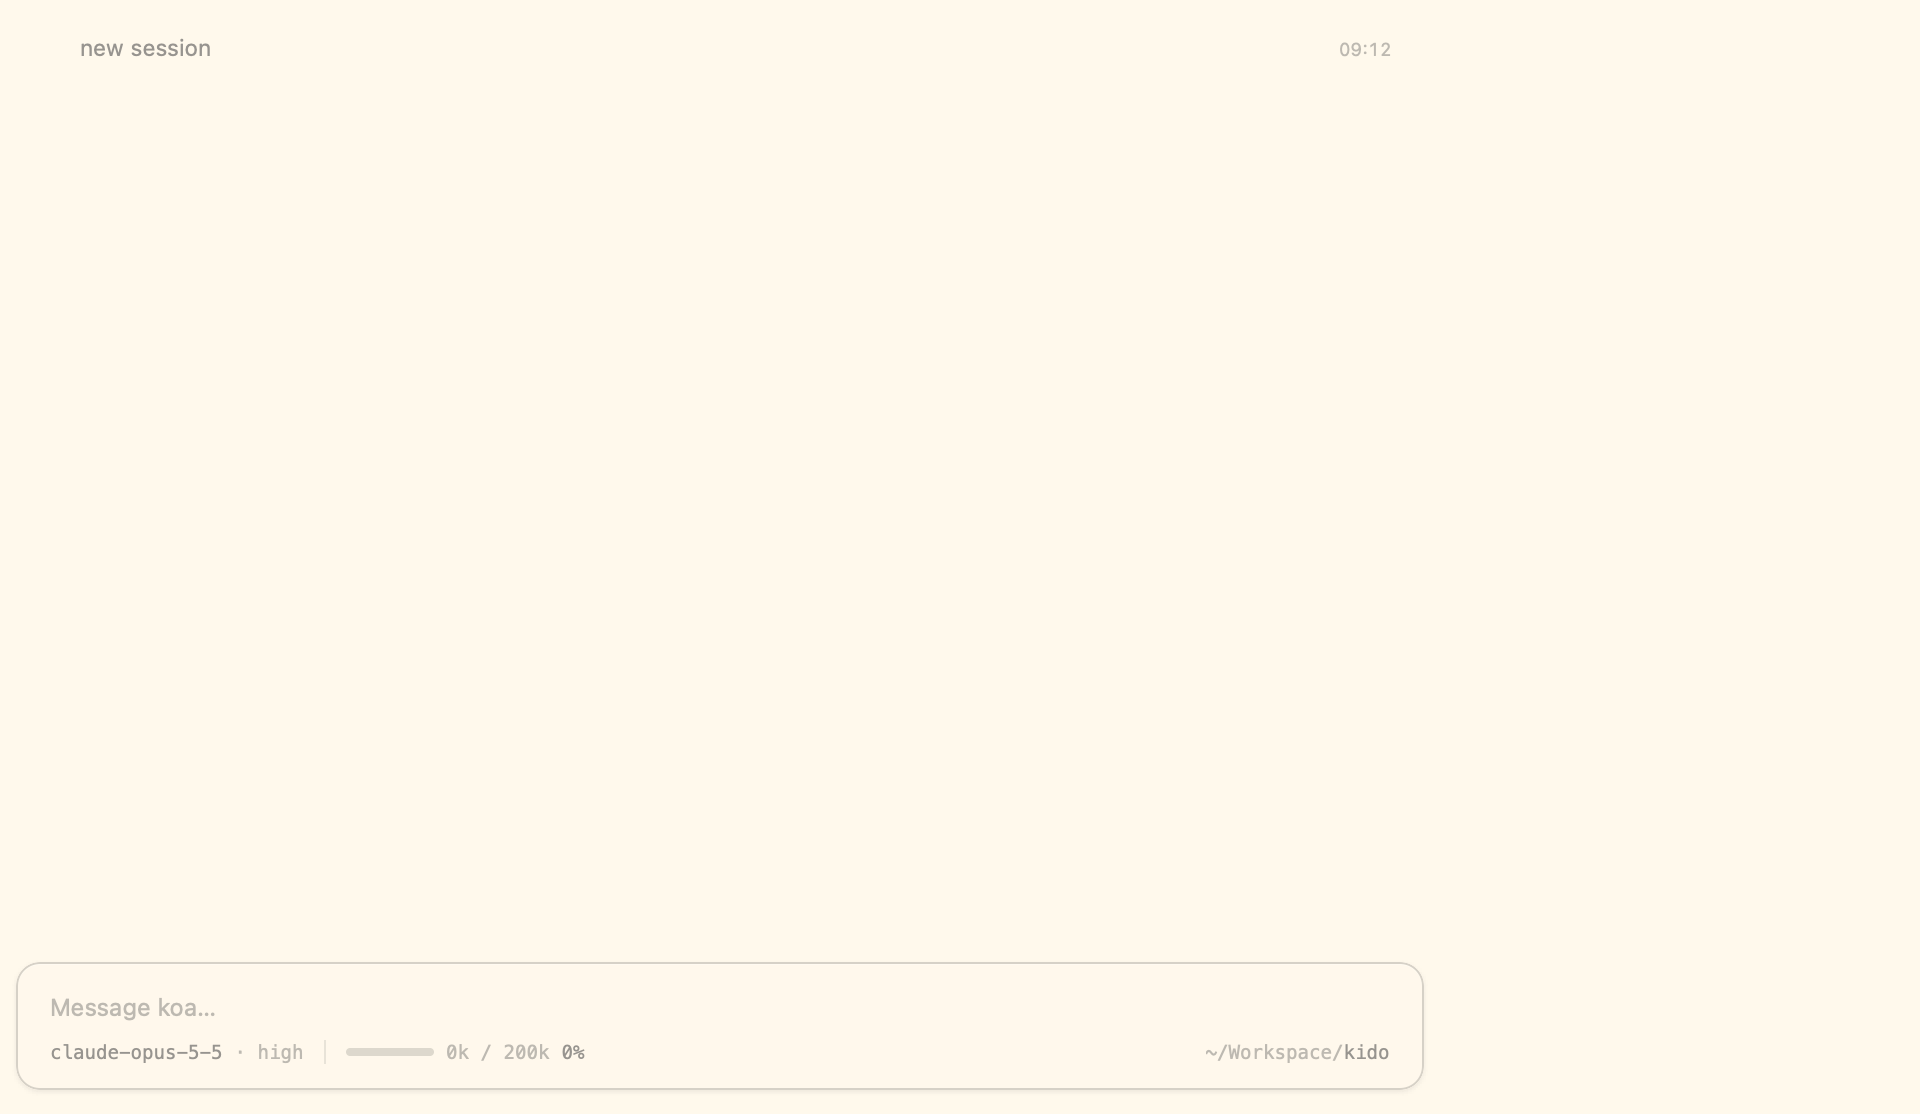 new session
09:12
Message koa...
claude-opus-5-5 · high 0k / 200k 0%
~/Workspace/kido